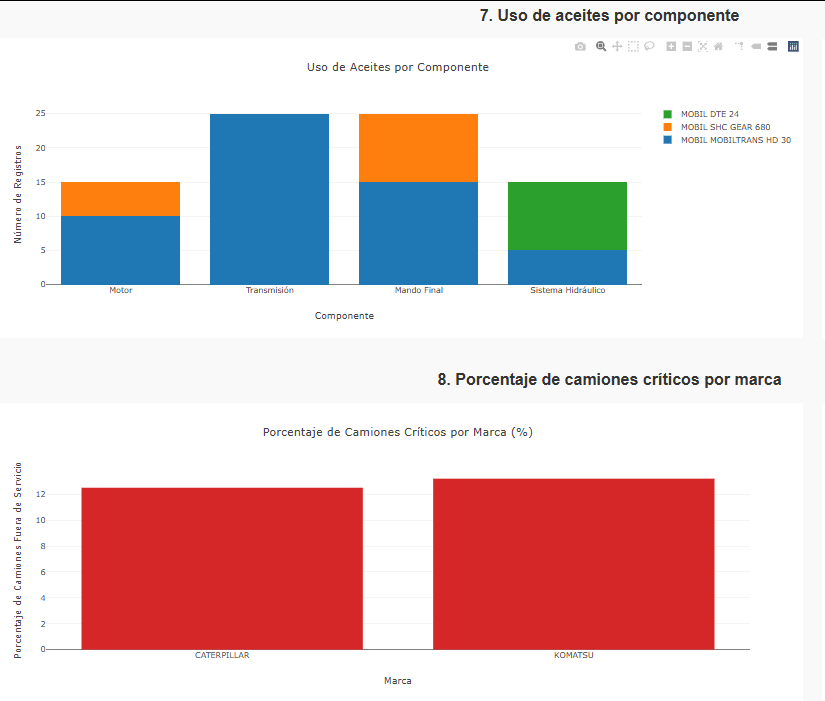 7. Uso de aceites por componente
Uso de Aceites por Componente
Número de Registros
25
20
15
10
5
0
Motor
Transmisión
Mando Final
Sistema Hidráulico
Componente
MOBIL DTE 24
MOBIL SHC GEAR 680
MOBIL MOBILTRANS HD 30
8. Porcentaje de camiones críticos por marca
Porcentaje de Camiones Críticos por Marca (%)
Porcentaje de Camiones Fuera de Servicio
12
10
8
6
4
2
0
CATERPILLAR
KOMATSU
Marca